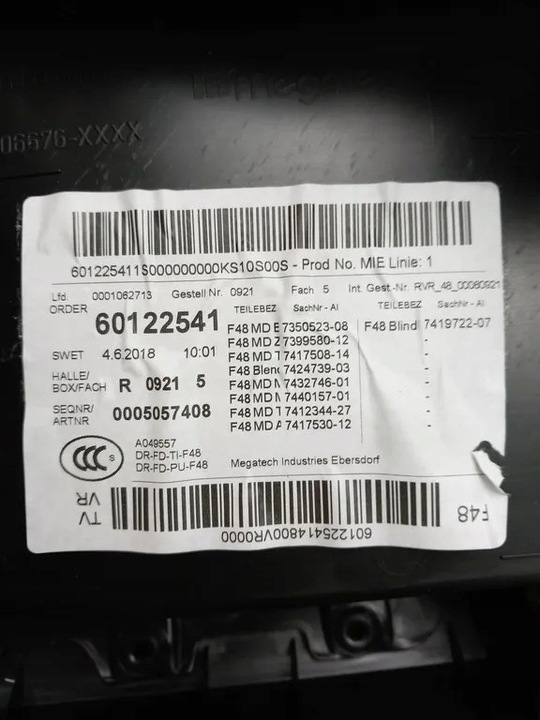 06676-XXXX
601225411S000000000KS10S00S - Prod No. MIE Linie: 1
Lfd. 0001062713 Gestell Nr. 0921 Fach 5 Int. Gest.-Nr. RVR_48_00080921
ORDER 60122541 TEILEBEZ SachNr - AI TEILEBEZ SachNr - AI
F48 MD E 7350523-08 F48 Blind 7419722-07
F48 MD Z 7399580-12 -
SWET 4.6.2018 10:01 F48 MD T 7417508-14 -
F48 Blend 7424739-03 -
HALLE/
BOX/FACH R 0921 5 F48 MD M 7432746-01 -
F48 MD M 7440157-01 -
SEQNR/
ARTNR 0005057408 F48 MD T 7412344-27 -
F48 MD A 7417530-12 -
CCC S
A049557
DR-FD-TI-F48
DR-FD-PU-F48
Megatech Industries Ebersdorf
TV
VR
F48
601225414800VR0000